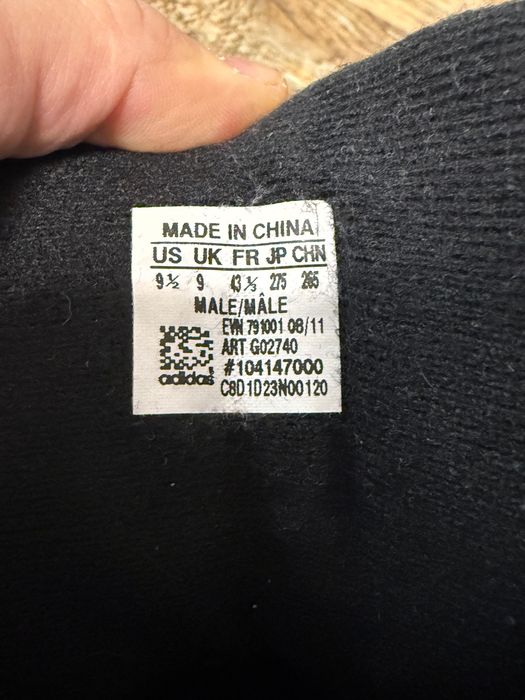 MADE IN CHINA
US UK FR JP CHN
9½ 9 43⅓ 275 265
MALE/MÂLE
EVN 791001 08/11
ART G02740
#104147000
adidas C8D1D23N00120